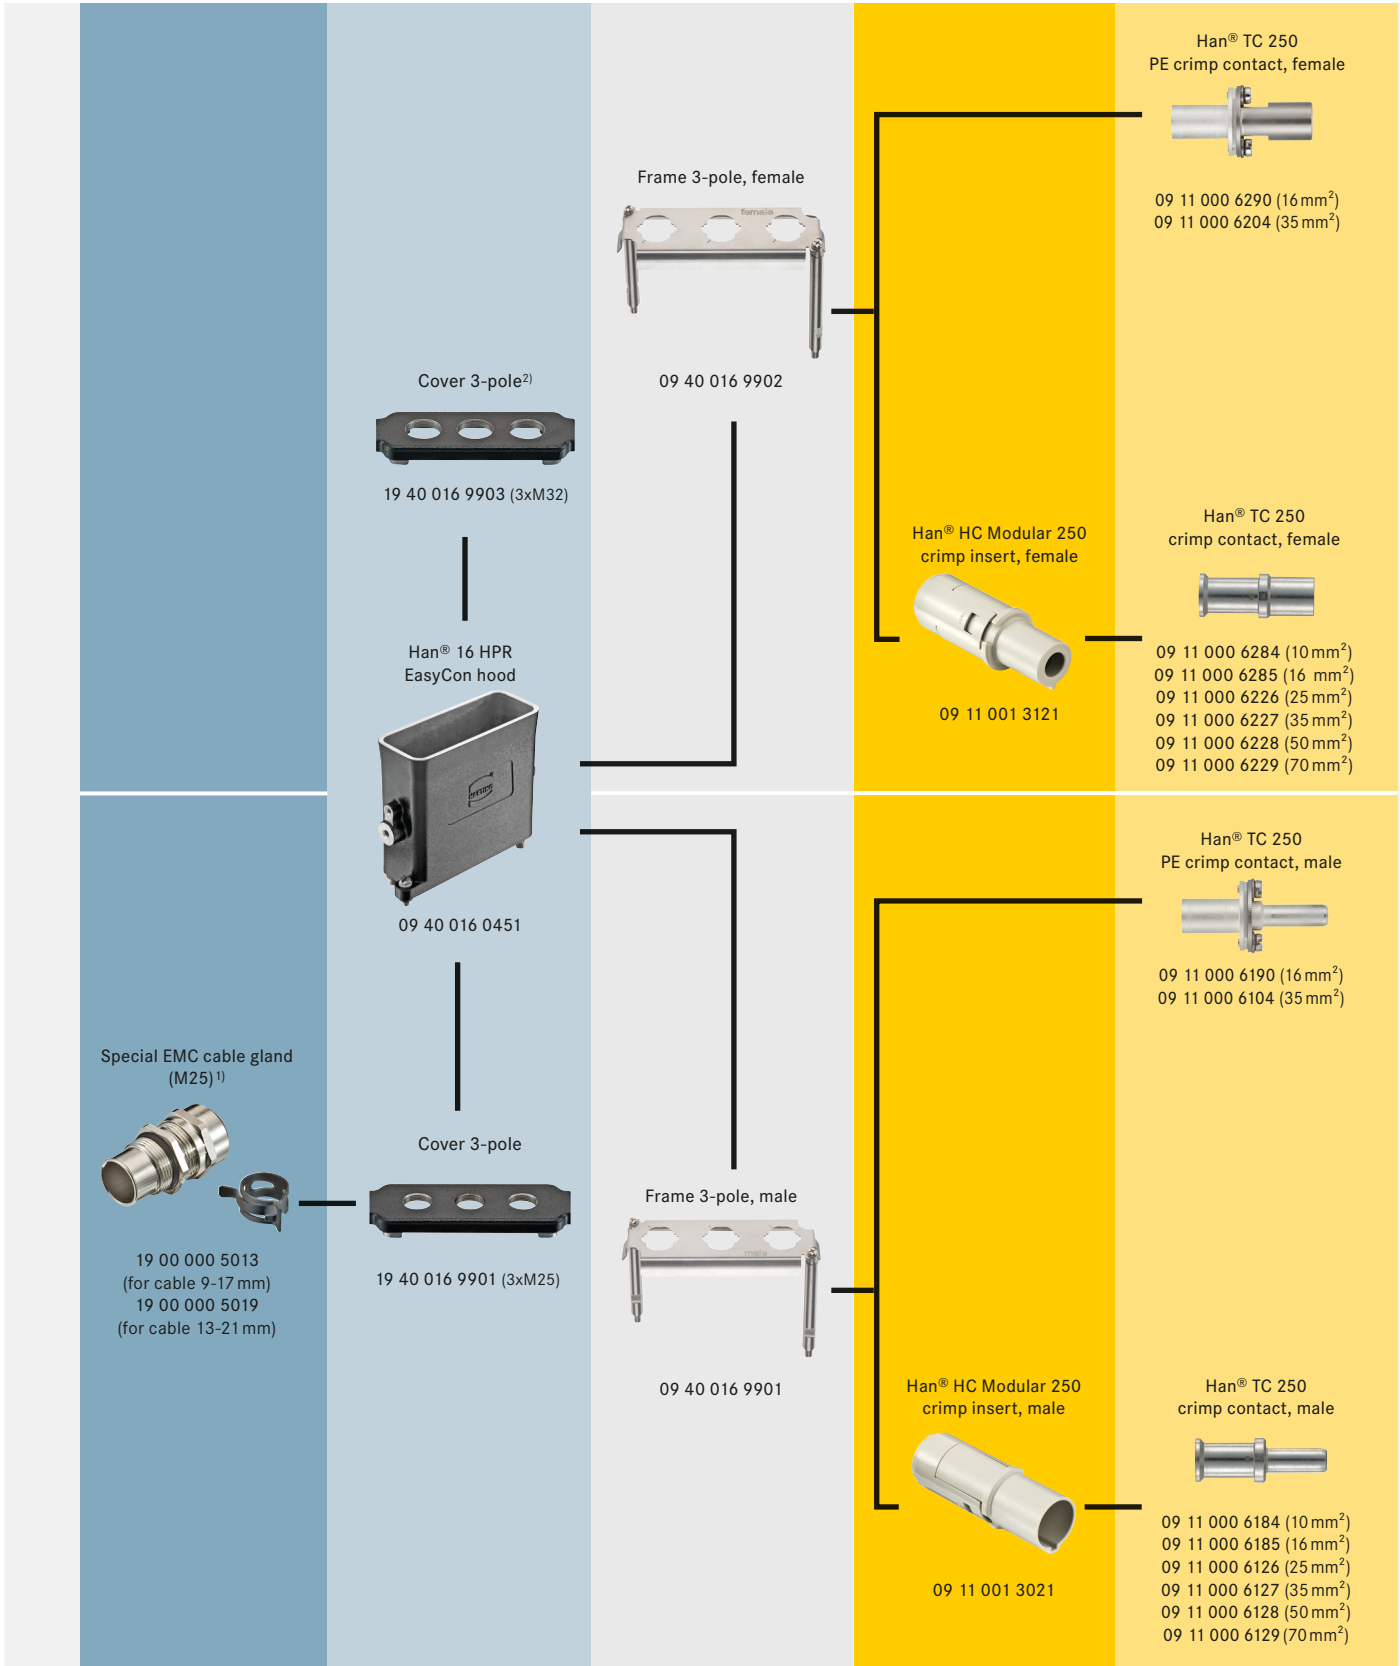 Han® TC 250
PE crimp contact, female
09 11 000 6290 (16 mm²)
09 11 000 6204 (35 mm²)
Frame 3-pole, female
female
09 40 016 9902
Cover 3-pole²⁾
19 40 016 9903 (3xM32)
Han® HC Modular 250
crimp insert, female
09 11 001 3121
Han® TC 250
crimp contact, female
09 11 000 6284 (10 mm²)
09 11 000 6285 (16 mm²)
09 11 000 6226 (25 mm²)
09 11 000 6227 (35 mm²)
09 11 000 6228 (50 mm²)
09 11 000 6229 (70 mm²)
Han® 16 HPR
EasyCon hood
HARTING
09 40 016 0451
Han® TC 250
PE crimp contact, male
09 11 000 6190 (16 mm²)
09 11 000 6104 (35 mm²)
Special EMC cable gland
(M25)¹⁾
19 00 000 5013
(for cable 9-17 mm)
19 00 000 5019
(for cable 13-21 mm)
Cover 3-pole
19 40 016 9901 (3xM25)
Frame 3-pole, male
male
09 40 016 9901
Han® HC Modular 250
crimp insert, male
09 11 001 3021
Han® TC 250
crimp contact, male
09 11 000 6184 (10 mm²)
09 11 000 6185 (16 mm²)
09 11 000 6126 (25 mm²)
09 11 000 6127 (35 mm²)
09 11 000 6128 (50 mm²)
09 11 000 6129 (70 mm²)